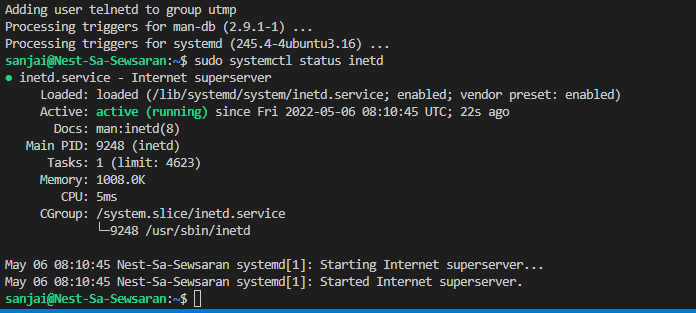 Adding user telnetd to group utmp
Processing triggers for man-db (2.9.1-1) ...
Processing triggers for systemd (245.4-4ubuntu3.16) ...
sanjai@Nest-Sa-Sewsaran:~$ sudo systemctl status inetd
● inetd.service - Internet superserver
     Loaded: loaded (/lib/systemd/system/inetd.service; enabled; vendor preset: enabled)
     Active: active (running) since Fri 2022-05-06 08:10:45 UTC; 22s ago
       Docs: man:inetd(8)
   Main PID: 9248 (inetd)
      Tasks: 1 (limit: 4623)
     Memory: 1008.0K
        CPU: 5ms
     CGroup: /system.slice/inetd.service
             └─9248 /usr/sbin/inetd

May 06 08:10:45 Nest-Sa-Sewsaran systemd[1]: Starting Internet superserver...
May 06 08:10:45 Nest-Sa-Sewsaran systemd[1]: Started Internet superserver.
sanjai@Nest-Sa-Sewsaran:~$